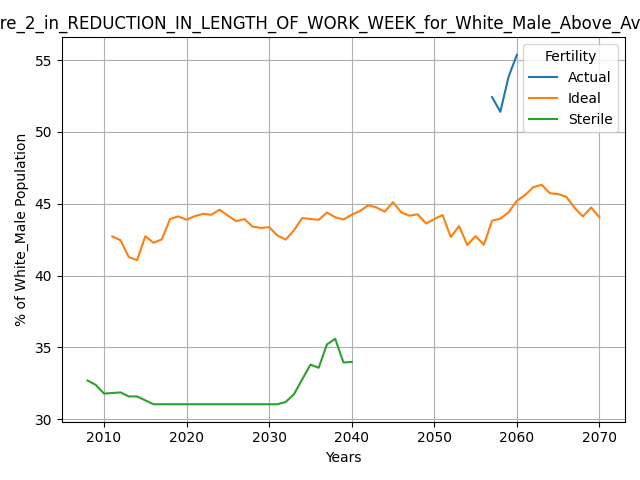 re_2_in_REDUCTION_IN_LENGTH_OF_WORK_WEEK_for_White_Male_Above_Av
Fertility
Actual
Ideal
Sterile
% of White_Male Population
55
50
45
40
35
30
2010 2020 2030 2040 2050 2060 2070
Years